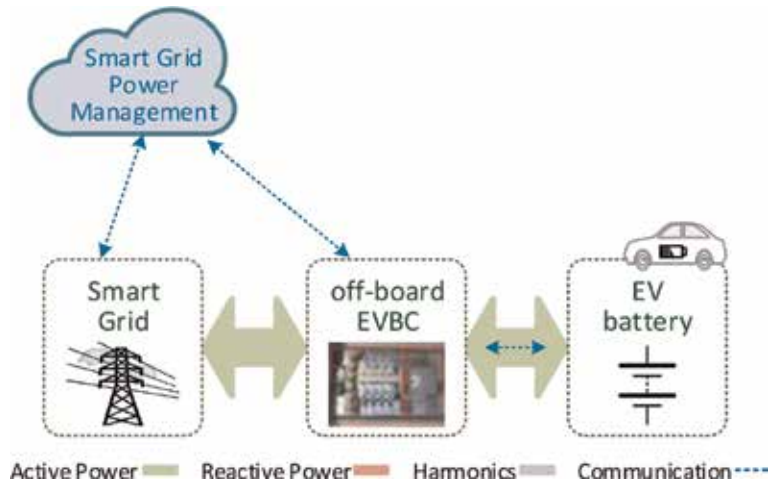 Smart Grid
Power
Management
Smart
Grid
off-board
EVBC
EV
battery
Active Power
Reactive Power
Harmonics
Communication